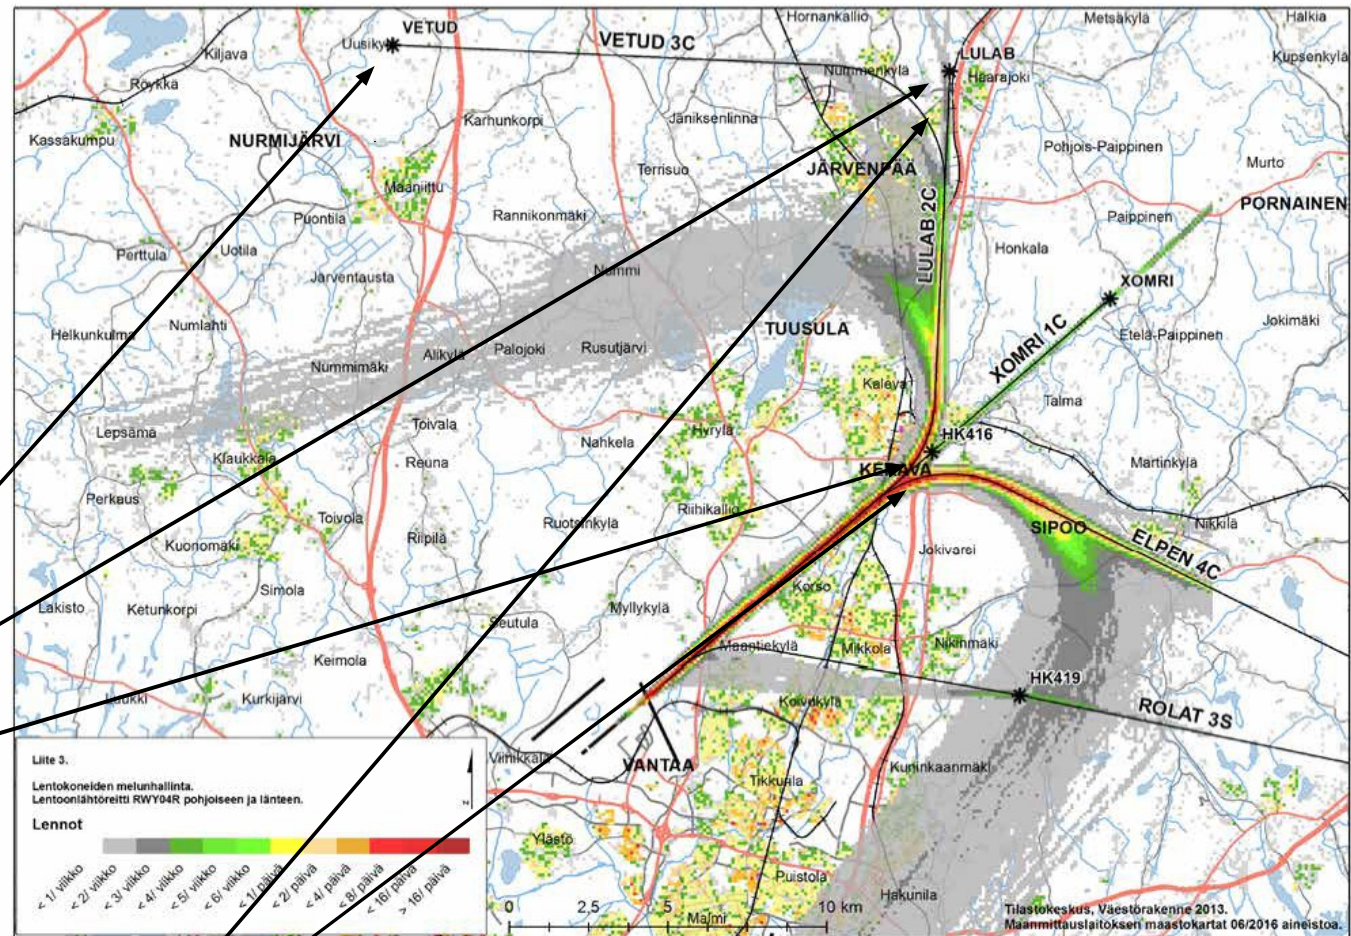 Hornankallio
Metsäkylä
Halkia
VETUD
Uusikylä
VETUD 3C
LULAB
Kiljava
Kupsenkylä
Nummenkylä
Haarajoki
Röykkä
Karhunkorpi
Jäniksenlinna
Kassakumpu
NURMIJÄRVI
Pohjois-Paippinen
Murto
Terrisuo
JÄRVENPÄÄ
Maaniittu
PORNAINEN
Puontila
Rannikonmäki
Paippinen
LULAB 2C
Perttula
Uotila
Honkala
Järventausta
Nummi
XOMRI
Numlahti
Helkunkulma
TUUSULA
XOMRI 1C
Etelä-Paippinen
Jokimäki
Alikylä
Palojoki
Rusutjärvi
Nummimäki
Kaleva
Talma
Lepsämä
Toivala
Nahkela
Hyrylä
HK416
Klaukkala
Reuna
KERAVA
Martinkylä
Perkaus
Toivola
Ruotsinkylä
Riihikallio
SIPOO
Nikkilä
Kuonomäki
Riipilä
Jokivarsi
ELPEN 4C
Simola
Korso
Lakisto
Ketunkorpi
Myllykylä
Seutula
Maantiekylä
Mikkola
Nikinmäki
Keimola
HK419
Luukki
Kurkijärvi
Koivukylä
ROLAT 3S
Viinikkala
VANTAA
Tikkurila
Kuninkaanmäki
Ylästö
Puistola
Hakunila
Malmi
Liite 3.
Lentokoneiden melunhallinta.
Lentoonlähtöreitti RWY04R pohjoiseen ja länteen.
Lennot
< 1/ viikko
< 2/ viikko
< 3/ viikko
< 4/ viikko
< 5/ viikko
< 6/ viikko
< 1/ päivä
< 2/ päivä
< 4/ päivä
< 8/ päivä
< 16/ päivä
> 16/ päivä
0 2,5 5 10 km
Tilastokeskus, Väestörakenne 2013.
Maanmittauslaitoksen maastokartat 06/2016 aineistoa.